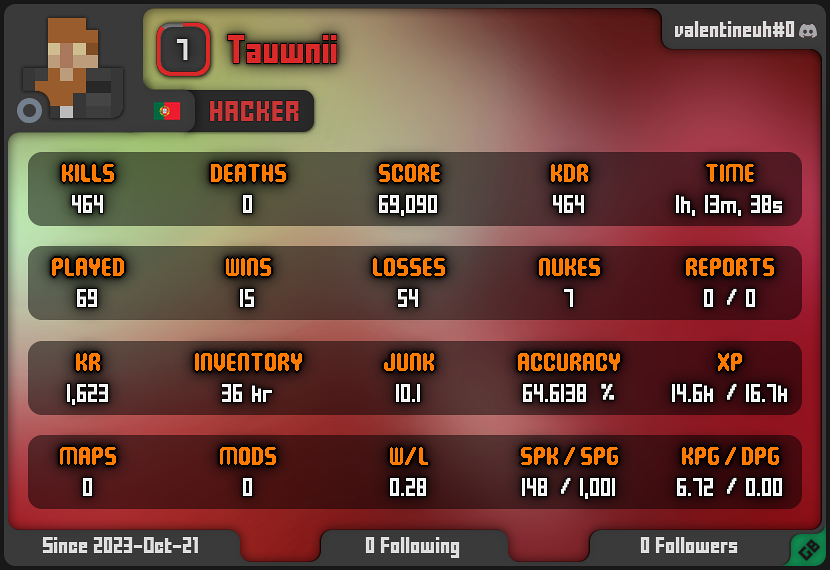 valentineuh#0
7 Tauwnii
HACKER
KILLS DEATHS SCORE KDR TIME
464 0 69,090 464 1h, 13m, 38s
PLAYED WINS LOSSES NUKES REPORTS
69 15 54 7 0 / 0
KR INVENTORY JUNK ACCURACY XP
1,623 36 kr 10.1 64.6138 % 14.6k / 16.7k
MAPS MODS W/L SPK / SPG KPG / DPG
0 0 0.28 148 / 1,001 6.72 / 0.00
Since 2023-Oct-21 0 Following 0 Followers
GB